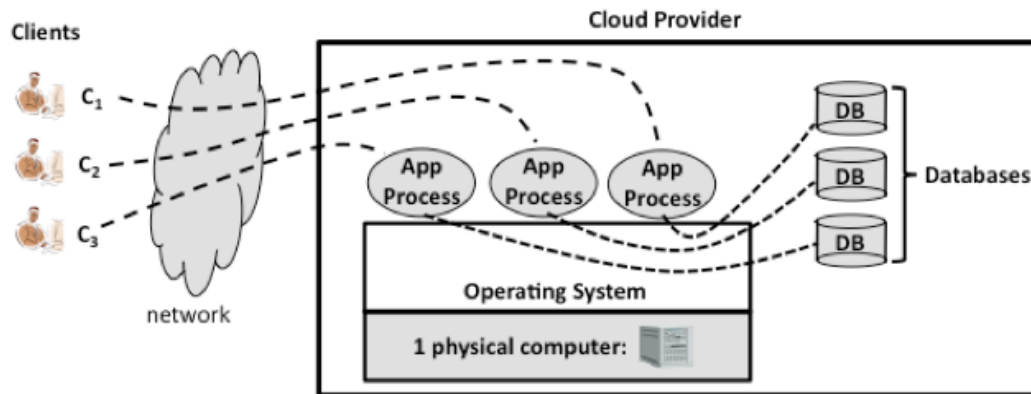 Cloud Provider
Clients
C1
C2
C3
network
App
Process
App
Process
App
Process
DB
DB
DB
Databases
Operating System
1 physical computer: